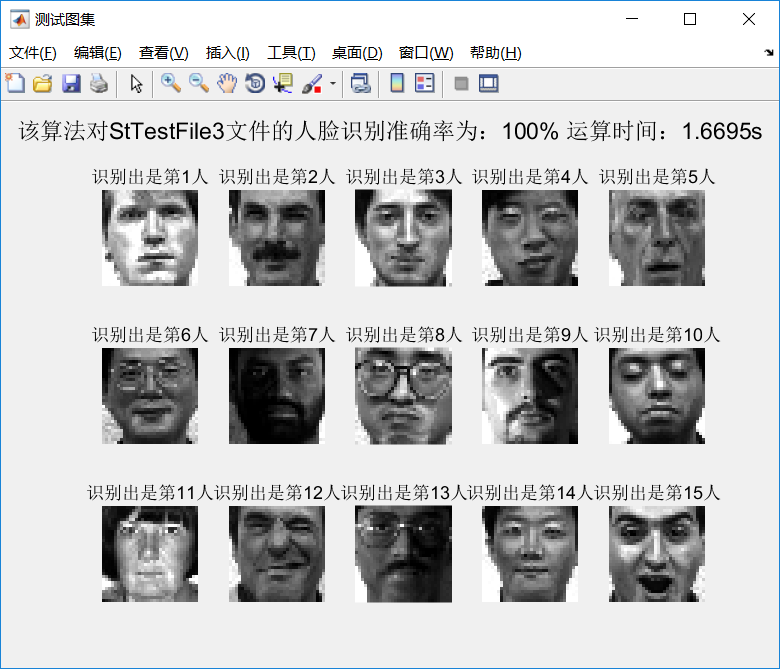 测试图集
文件(F) 编辑(E) 查看(V) 插入(I) 工具(T) 桌面(D) 窗口(W) 帮助(H)
该算法对StTestFile3文件的人脸识别准确率为：100% 运算时间：1.6695s
识别出是第1人 识别出是第2人 识别出是第3人 识别出是第4人 识别出是第5人
识别出是第6人 识别出是第7人 识别出是第8人 识别出是第9人 识别出是第10人
识别出是第11人 识别出是第12人 识别出是第13人 识别出是第14人 识别出是第15人